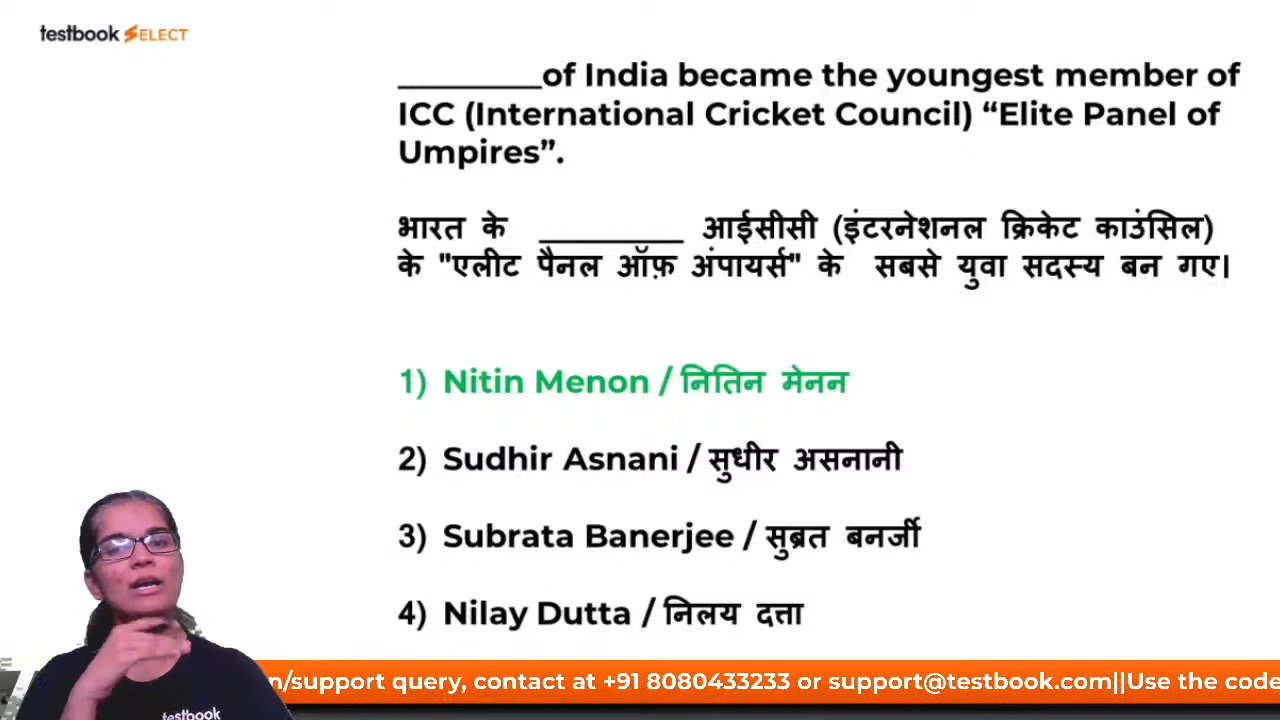 testbook SELECT
_________of India became the youngest member of
ICC (International Cricket Council) “Elite Panel of
Umpires”.
भारत के _________ आईसीसी (इंटरनेशनल क्रिकेट काउंसिल)
के "एलीट पैनल ऑफ़ अंपायर्स" के सबसे युवा सदस्य बन गए।
1) Nitin Menon / नितिन मेनन
2) Sudhir Asnani / सुधीर असनानी
3) Subrata Banerjee / सुब्रत बनर्जी
4) Nilay Dutta / निलय दत्ता
n/support query, contact at +91 8080433233 or support@testbook.com||Use the code
testbook